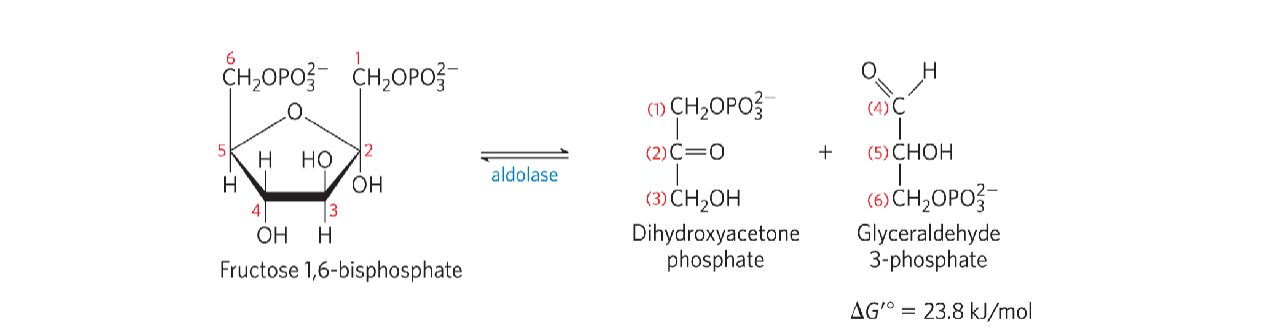 6 1
CH₂OPO₃²⁻ CH₂OPO₃²⁻
O
5 H HO 2
H OH
4 3
OH H
Fructose 1,6-bisphosphate
aldolase
(1) CH₂OPO₃²⁻
(2) C=O
(3) CH₂OH
Dihydroxyacetone
phosphate
+
O H
(4) C
(5) CHOH
(6) CH₂OPO₃²⁻
Glyceraldehyde
3-phosphate
ΔG′° = 23.8 kJ/mol